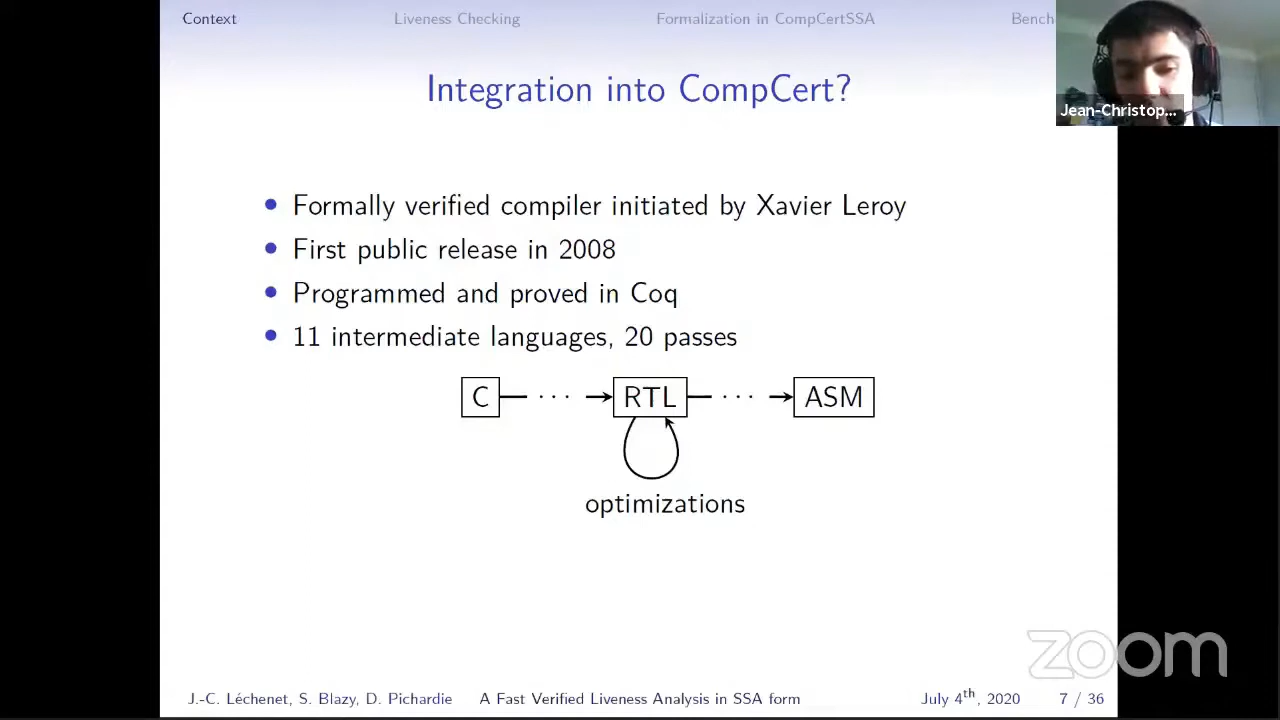 Context Liveness Checking Formalization in CompCertSSA Bench
Integration into CompCert?
Jean-Christop...
• Formally verified compiler initiated by Xavier Leroy
• First public release in 2008
• Programmed and proved in Coq
• 11 intermediate languages, 20 passes
C ··· RTL ··· ASM
optimizations
zoom
J.-C. Léchenet, S. Blazy, D. Pichardie A Fast Verified Liveness Analysis in SSA form July 4th, 2020 7 / 36